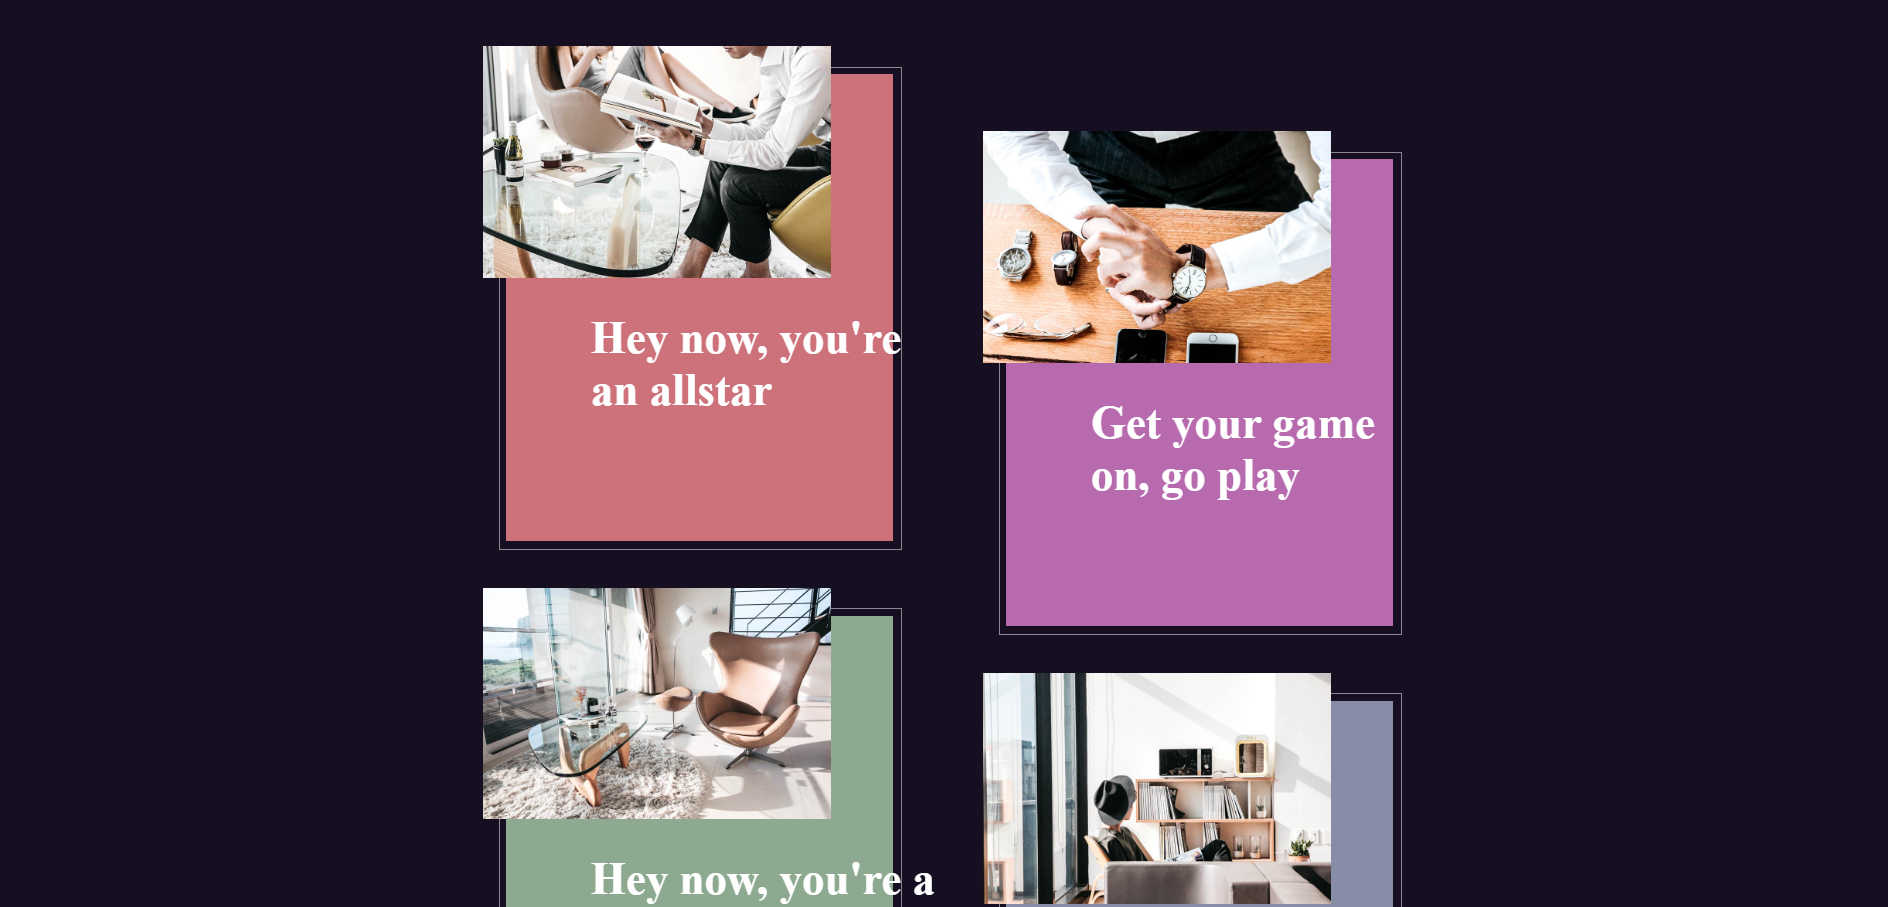 Hey now, you're
an allstar
Get your game
on, go play
Hey now, you're a